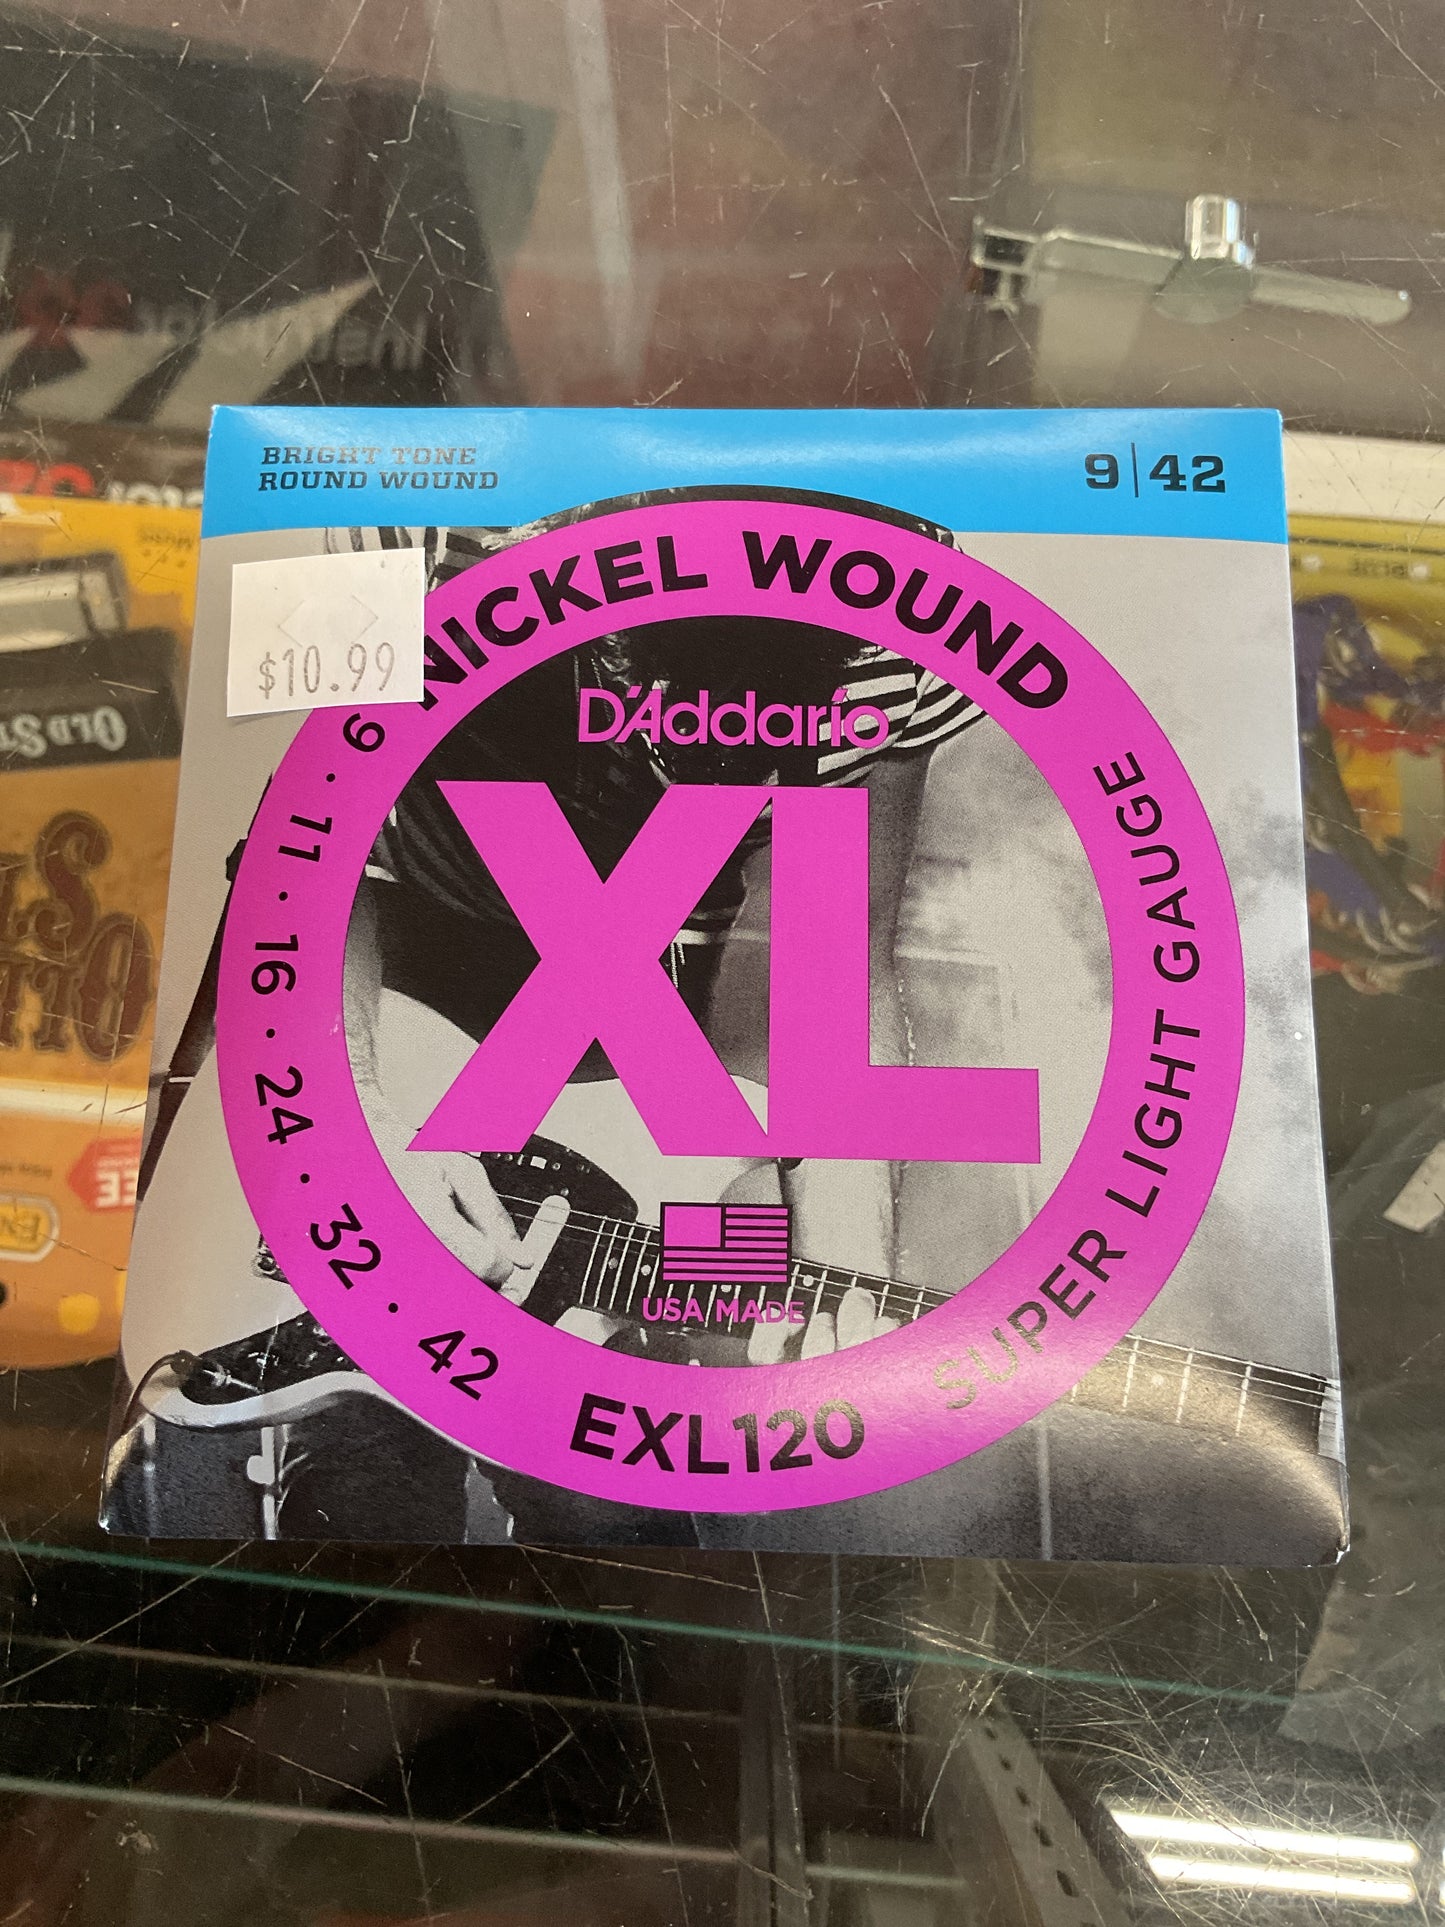 BRIGHT TONE
ROUND WOUND
9|42
$10.99
NICKEL WOUND
D'Addario
XL
USA MADE
9 · 11 · 16 · 24 · 32 · 42
EXL120
SUPER LIGHT GAUGE
OLD